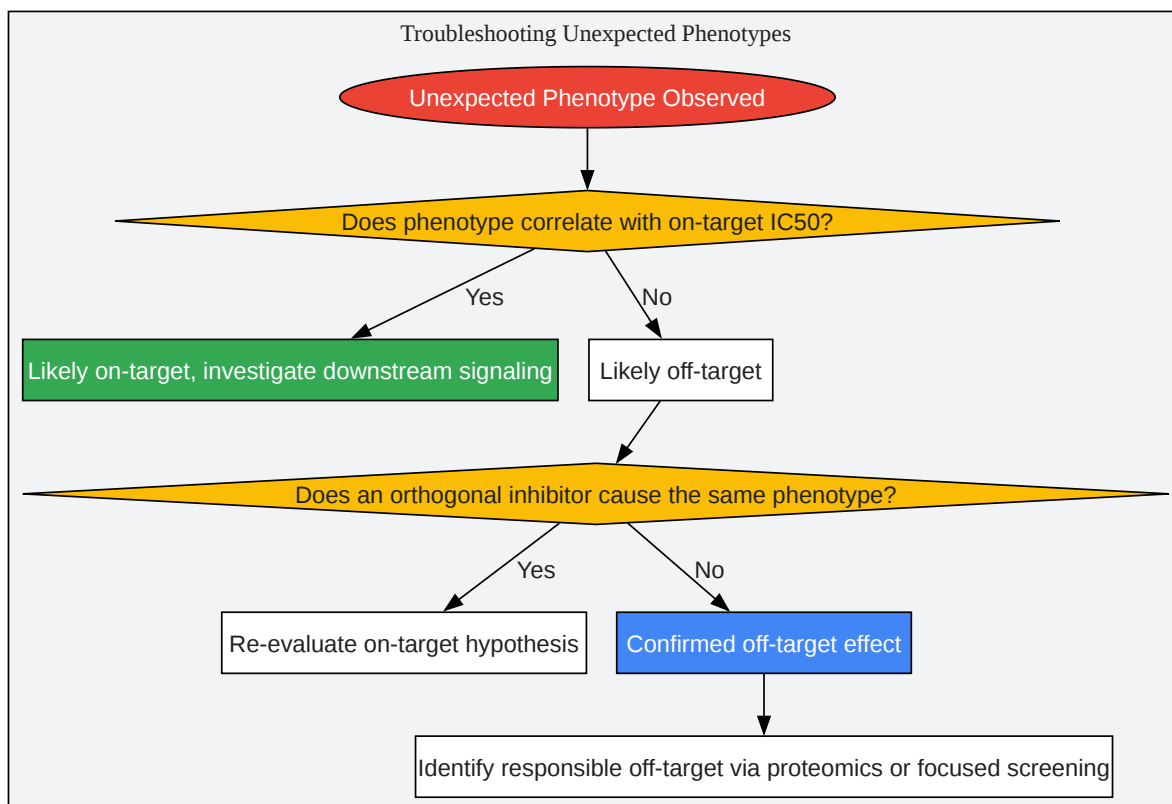 Troubleshooting Unexpected Phenotypes
Unexpected Phenotype Observed
Does phenotype correlate with on-target IC50?
Yes
No
Likely on-target, investigate downstream signaling
Likely off-target
Does an orthogonal inhibitor cause the same phenotype?
Yes
No
Re-evaluate on-target hypothesis
Confirmed off-target effect
Identify responsible off-target via proteomics or focused screening